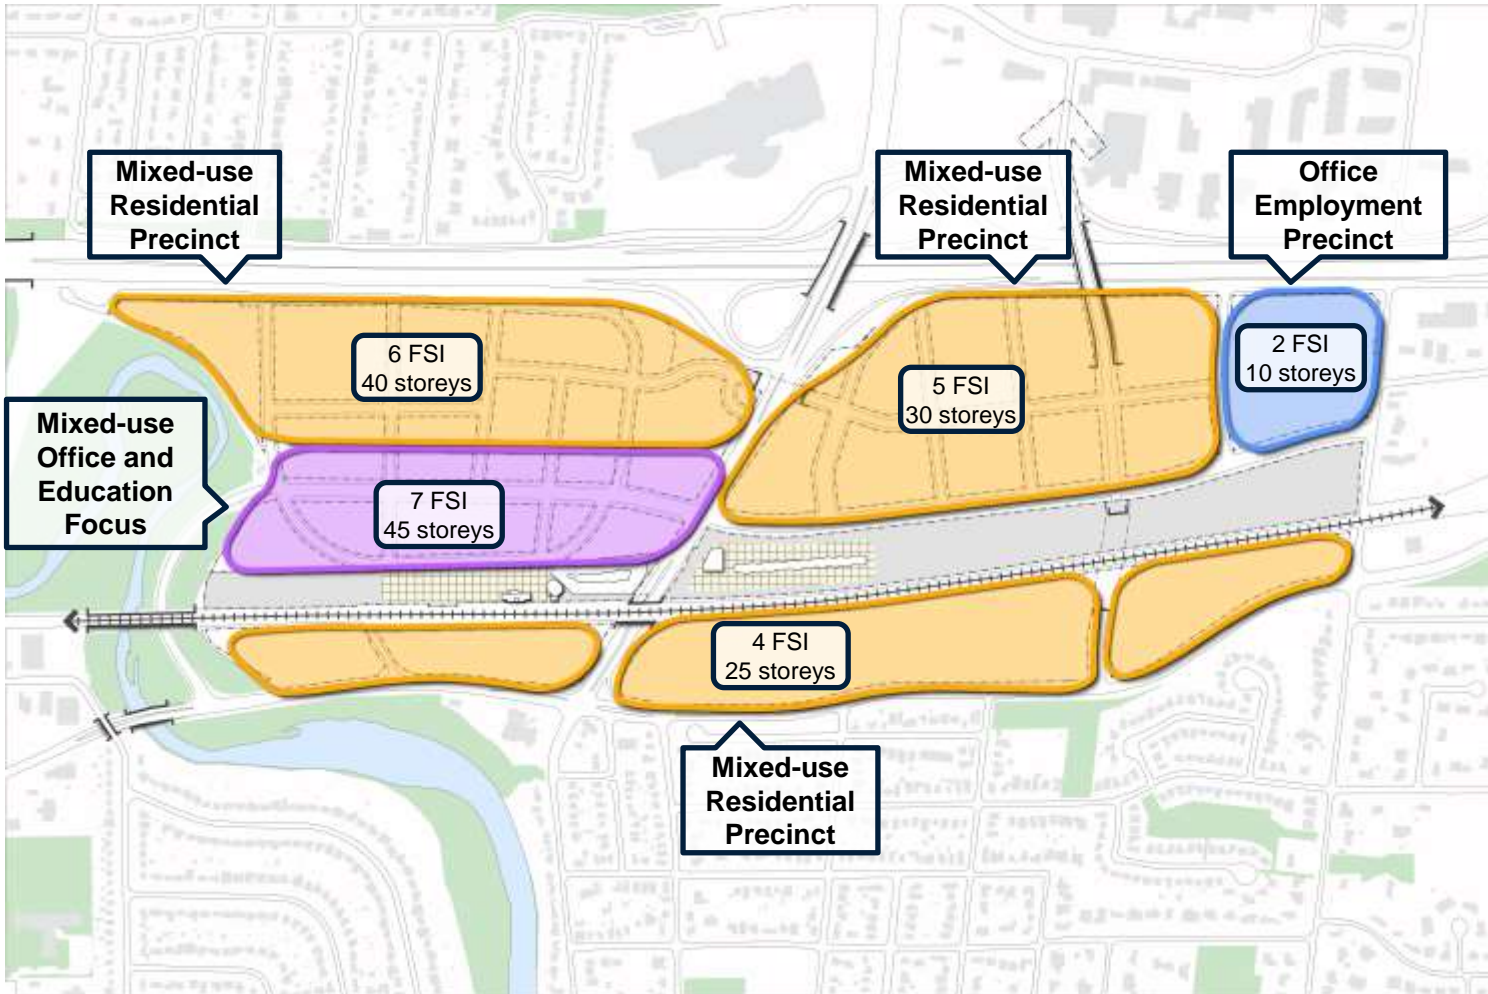 Mixed-use
Residential
Precinct
Mixed-use
Residential
Precinct
Office
Employment
Precinct
6 FSI
40 storeys
5 FSI
30 storeys
2 FSI
10 storeys
Mixed-use
Office and
Education
Focus
7 FSI
45 storeys
4 FSI
25 storeys
Mixed-use
Residential
Precinct